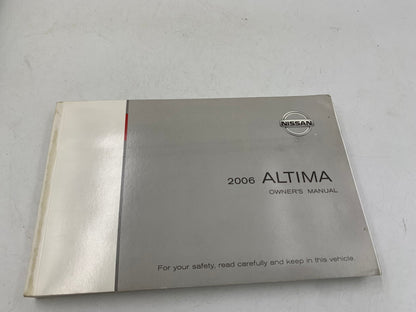 NISSAN
2006 ALTIMA
OWNER'S MANUAL
For your safety, read carefully and keep in this vehicle.